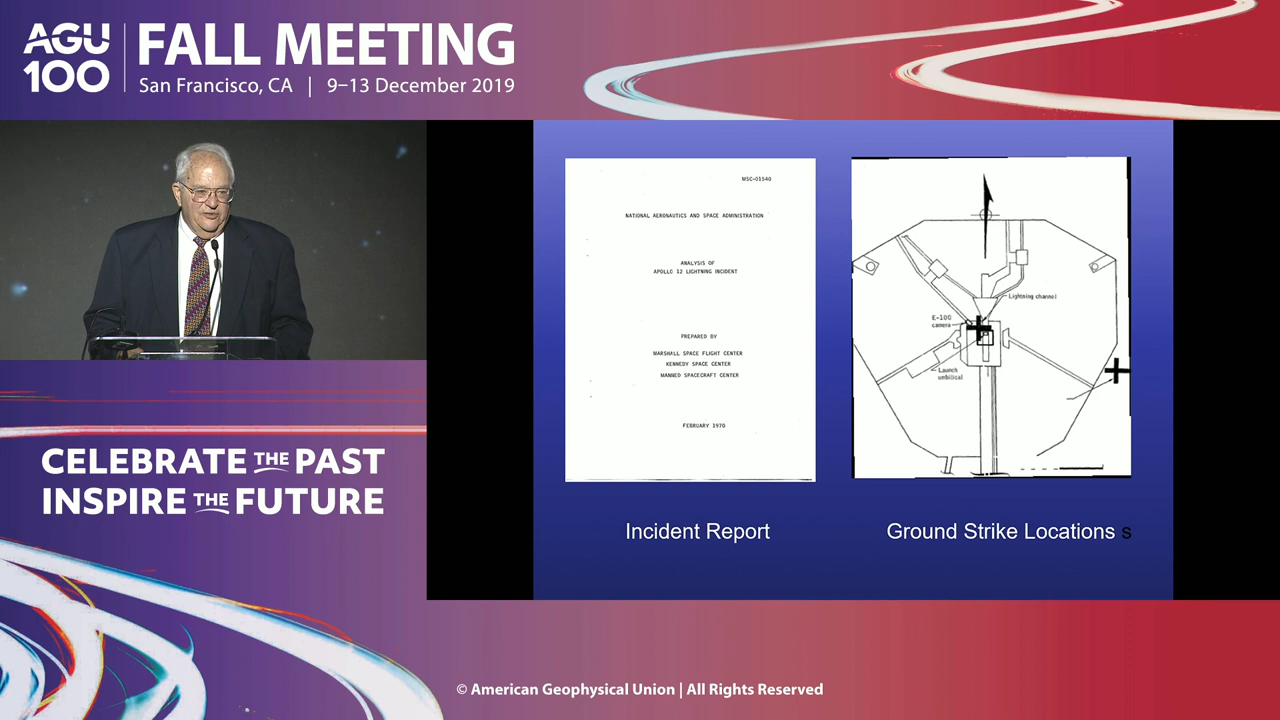 AGU
100
FALL MEETING
San Francisco, CA | 9–13 December 2019
MSC-01540
NATIONAL AERONAUTICS AND SPACE ADMINISTRATION
ANALYSIS OF
APOLLO 12 LIGHTNING INCIDENT
PREPARED BY
MARSHALL SPACE FLIGHT CENTER
KENNEDY SPACE CENTER
MANNED SPACECRAFT CENTER
FEBRUARY 1970
Lightning channel
E-100
camera
Launch
umbilical
Incident Report
Ground Strike Locations s
CELEBRATE THE PAST
INSPIRE THE FUTURE
© American Geophysical Union | All Rights Reserved